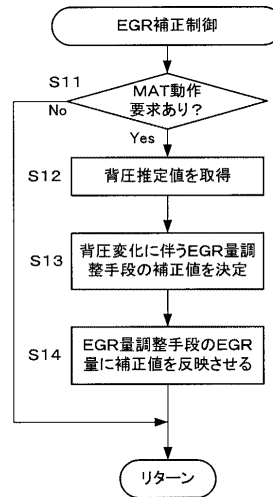 EGR補正制御
S11
MAT動作
要求あり?
No
Yes
S12
背圧推定値を取得
S13
背圧変化に伴うEGR量調
整手段の補正値を決定
S14
EGR量調整手段のEGR
量に補正値を反映させる
リターン